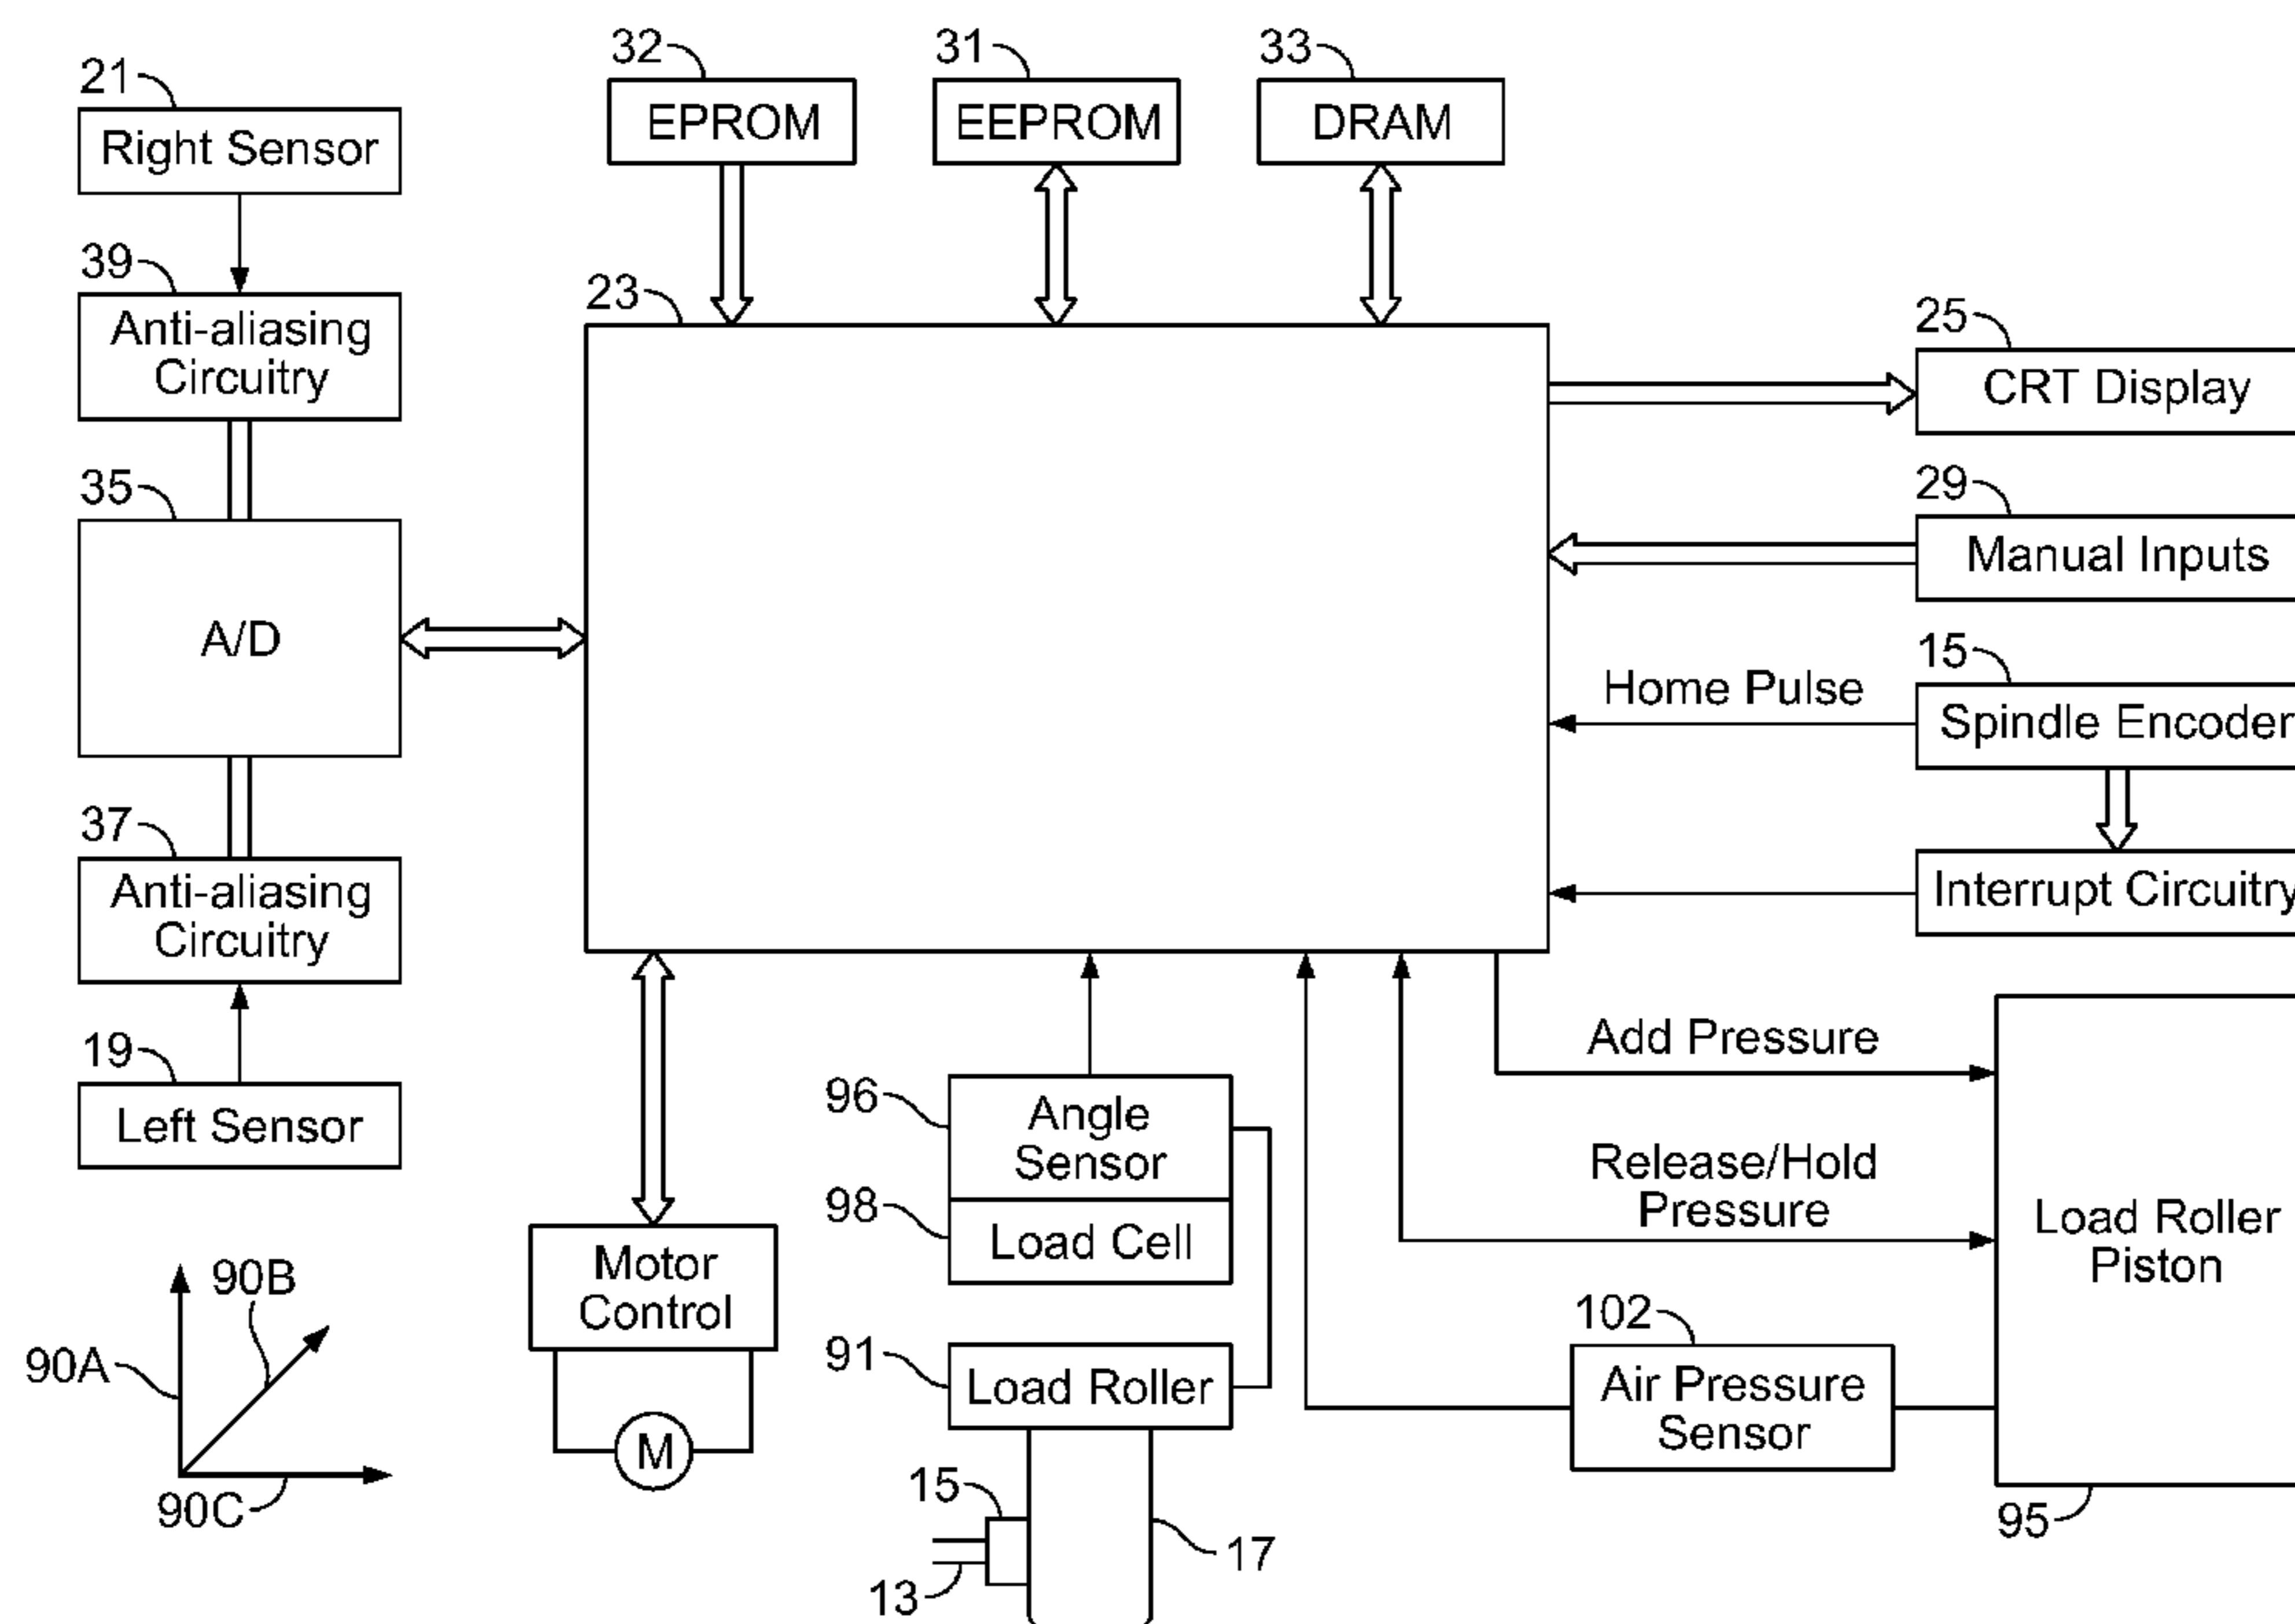 32
31
33
21
EPROM
EEPROM
DRAM
Right Sensor
39
23
Anti-aliasing
Circuitry
25
CRT Display
35
29
A/D
Manual Inputs
15
Home Pulse
Spindle Encoder
37
Anti-aliasing
Circuitry
Interrupt Circuitry
19
Left Sensor
Add Pressure
96
Angle
Sensor
Release/Hold
Pressure
98
Load Cell
Load Roller
Piston
90B
Motor
Control
102
90A
91
Load Roller
Air Pressure
Sensor
M
90C
15
95
17
13